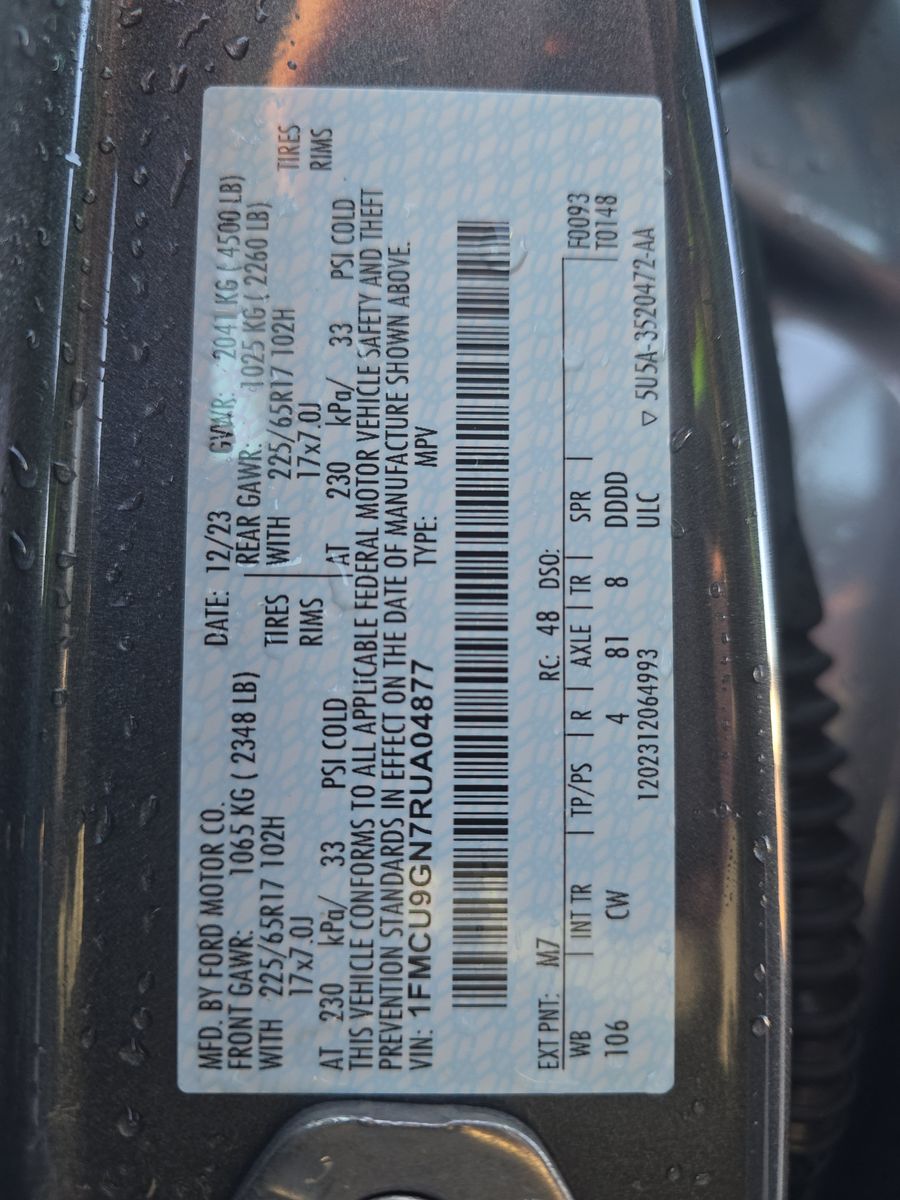 MFD. BY FORD MOTOR CO. DATE: 12/23 GVWR: 2041 KG ( 4500 LB)
FRONT GAWR: 1065 KG ( 2348 LB) REAR GAWR: 1025 KG ( 2260 LB)
WITH 225/65R17 102H TIRES WITH 225/65R17 102H TIRES
17x7.0J RIMS 17x7.0J RIMS
AT 230 kPa/ 33 PSI COLD AT 230 kPa/ 33 PSI COLD
THIS VEHICLE CONFORMS TO ALL APPLICABLE FEDERAL MOTOR VEHICLE SAFETY AND THEFT
PREVENTION STANDARDS IN EFFECT ON THE DATE OF MANUFACTURE SHOWN ABOVE.
VIN: 1FMCU9GN7RUA04877 TYPE: MPV
EXT PNT: M7 RC: 48 DSO:
WB INT TR TP/PS R AXLE TR SPR F0093
T0148
106 CW 4 81 8 DDDD
ULC
1202312064993 ▽ 5U5A-3520472-AA